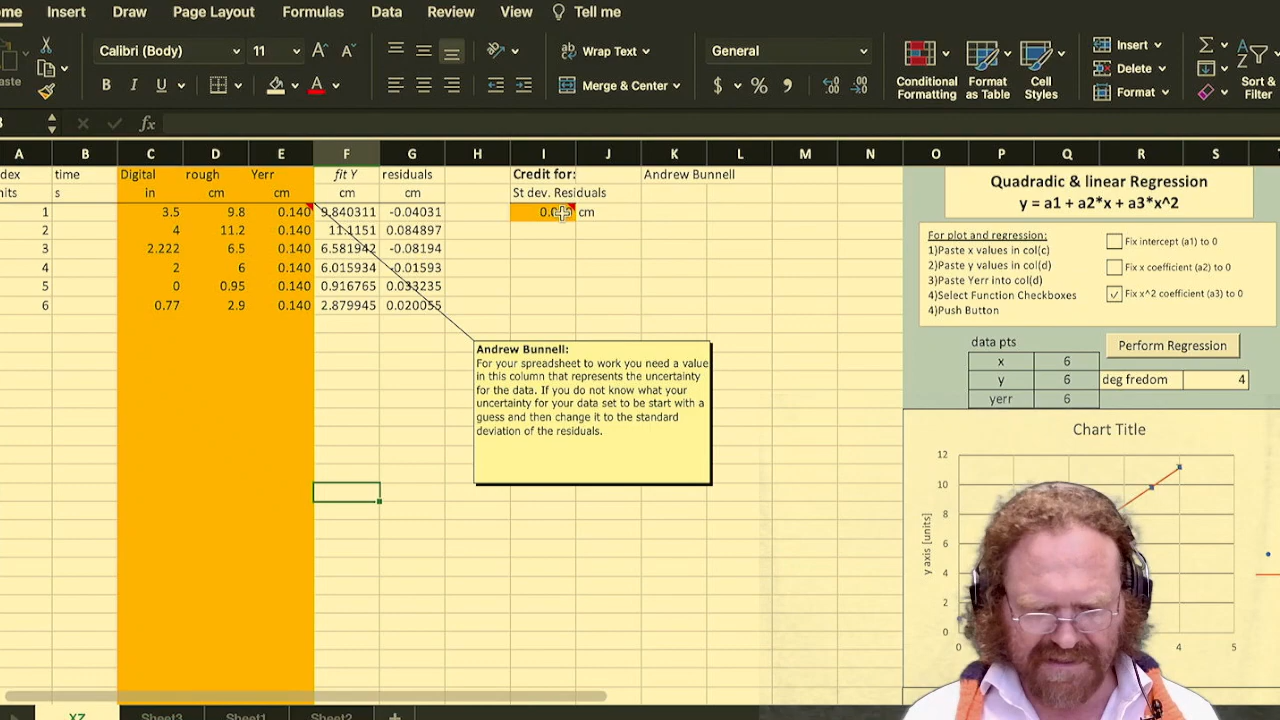 ome Insert Draw Page Layout Formulas Data Review View Tell me
Calibri (Body) 11 Wrap Text General Insert
Paste B I U Merge & Center $ % Conditional Formatting Format as Table Cell Styles Delete Format Sort & Filter
fx
A B C D E F G H I J K L M N O P Q R S T
dex time Digital rough Yerr fit Y residuals Credit for: Andrew Bunnell
nits s in cm cm cm cm St dev. Residuals
1 3.5 9.8 0.140 9.840311 -0.04031 cm
2 4 11.2 0.140 11.1151 0.084897
3 2.222 6.5 0.140 6.581942 -0.08194
4 2 6 0.140 6.015934 -0.01593
5 0 0.95 0.140 0.916765 0.033235
6 0.77 2.9 0.140 2.879945 0.020055
Andrew Bunnell:
For your spreadsheet to work you need a value
in this column that represents the uncertainty
for the data. If you do not know what your
uncertainty for your data set to be start with a
guess and then change it to the standard
deviation of the residuals.
Quadradic & linear Regression
y = a1 + a2*x + a3*x^2
For plot and regression:
1)Paste x values in col(c)
2)Paste y values in col(d)
3)Paste Yerr into col(d)
4)Select Function Checkboxes
4)Push Button
Fix intercept (a1) to 0
Fix x coefficient (a2) to 0
Fix x^2 coefficient (a3) to 0
data pts
x 6
y 6
yerr 6
Perform Regression
deg fredom 4
Chart Title
y axis [units]
12
10
8
6
4
2
0
0 4 5
XZ Sheet3 Sheet1 Sheet2 +